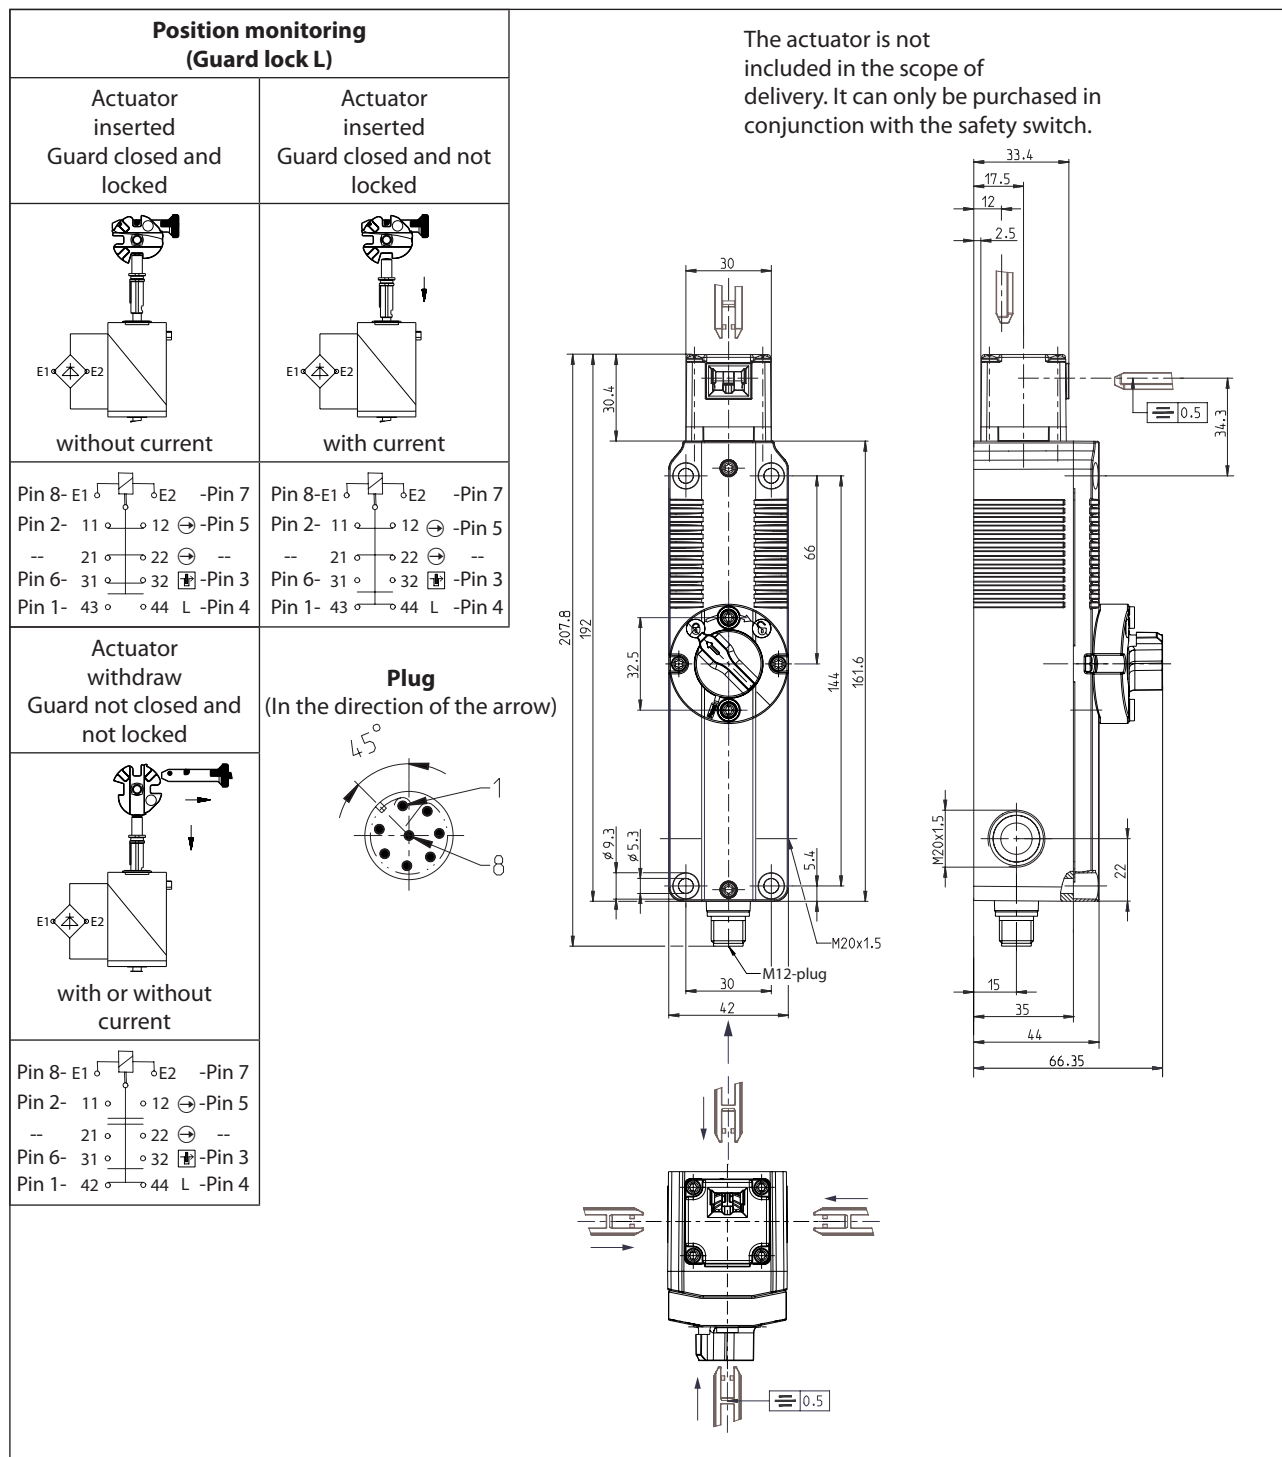 Position monitoring
(Guard lock L)
Actuator
inserted
Guard closed and
locked
Actuator
inserted
Guard closed and not
locked
E1 E2
without current
E1 E2
with current
Pin 8- E1 E2 -Pin 7
Pin 2- 11 12 -Pin 5
-- 21 22 --
Pin 6- 31 32 -Pin 3
Pin 1- 43 44 L -Pin 4
Pin 8-E1 E2 -Pin 7
Pin 2- 11 12 -Pin 5
-- 21 22 --
Pin 6- 31 32 -Pin 3
Pin 1- 43 44 L -Pin 4
Actuator
withdraw
Guard not closed and
not locked
E1 E2
with or without
current
Pin 8- E1 E2 -Pin 7
Pin 2- 11 12 -Pin 5
-- 21 22 --
Pin 6- 31 32 -Pin 3
Pin 1- 42 44 L -Pin 4
Plug
(In the direction of the arrow)
45°
1
8
The actuator is not
included in the scope of
delivery. It can only be purchased in
conjunction with the safety switch.
30
30.4
207.8
192
66
32.5
144
161.6
ø 9.3
ø 5.3
5.4
M20x1.5
M12-plug
30
42
33.4
17.5
12
2.5
0.5
34.3
M20x1.5
22
15
35
44
66.35
0.5